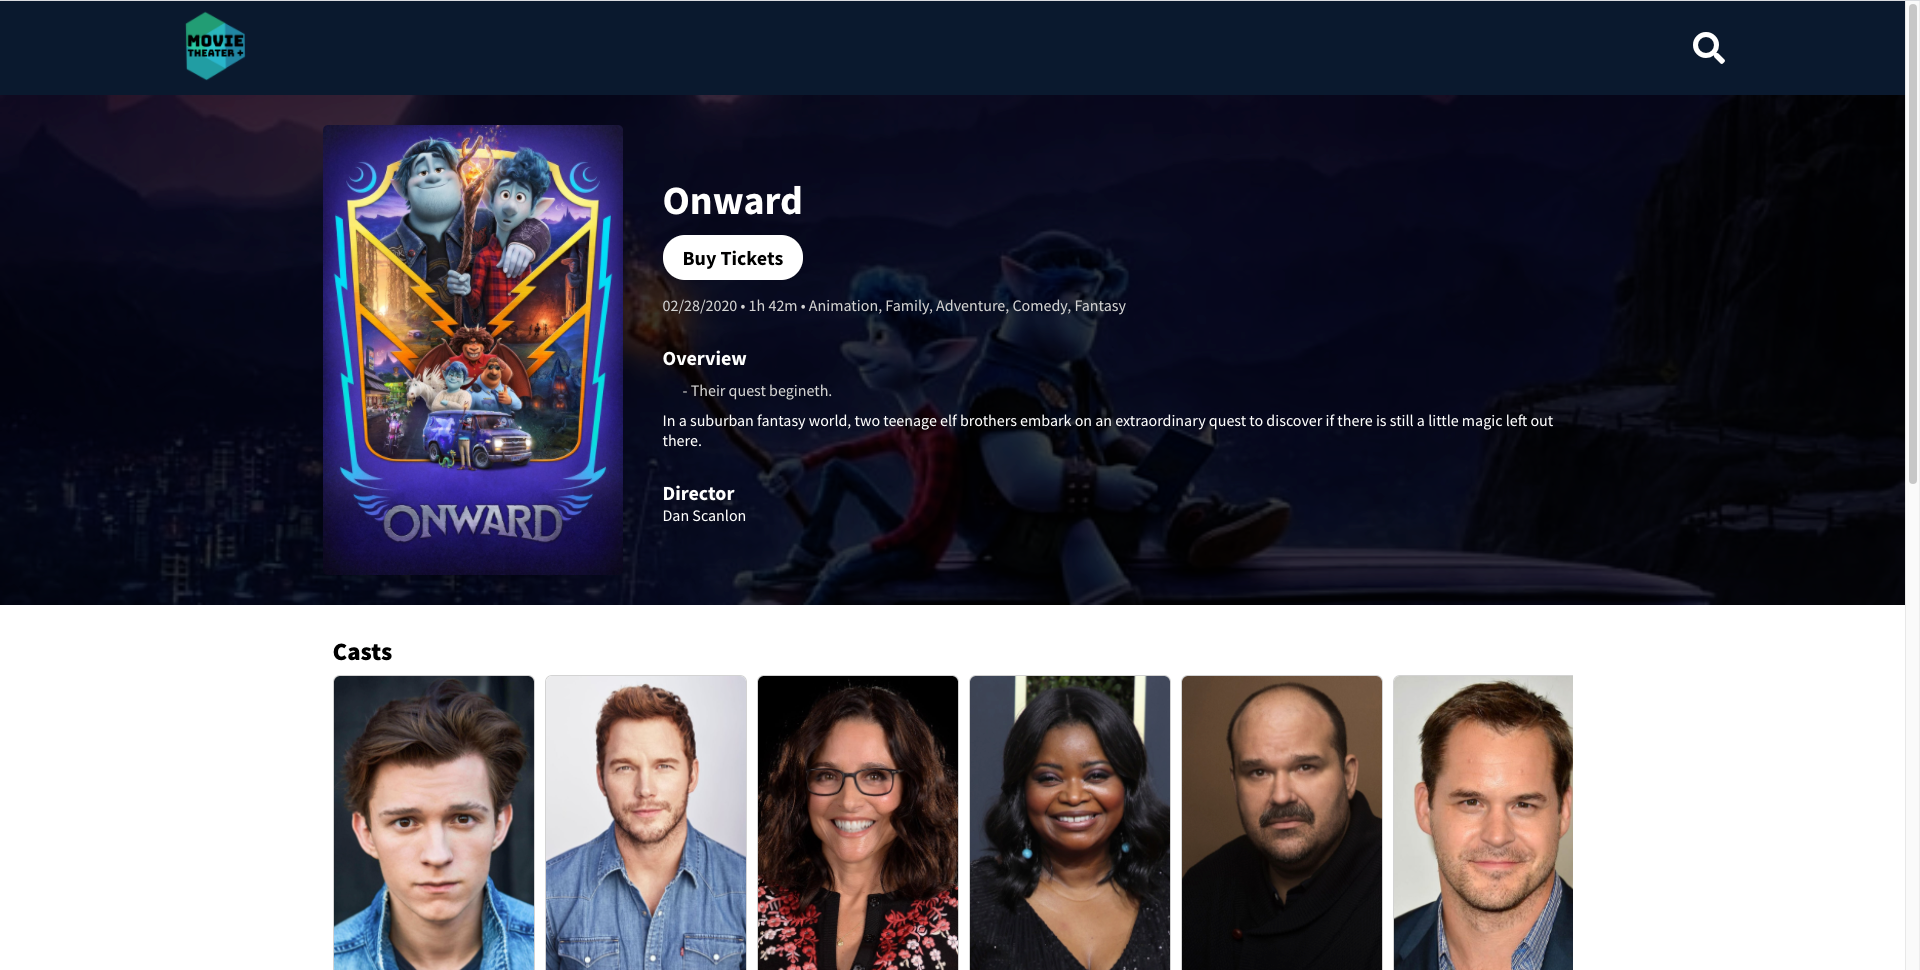 MOVIE
THEATER +
ONWARD
Onward
Buy Tickets
02/28/2020 • 1h 42m • Animation, Family, Adventure, Comedy, Fantasy
Overview
- Their quest begineth.
In a suburban fantasy world, two teenage elf brothers embark on an extraordinary quest to discover if there is still a little magic left out
there.
Director
Dan Scanlon
Casts